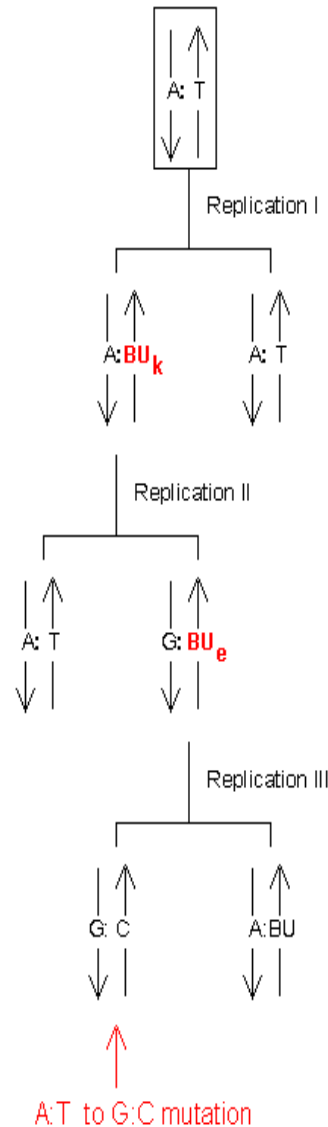 A: T
Replication I
A:BUk A: T
Replication II
A: T G:BUe
Replication III
G: C A:BU
A:T to G:C mutation